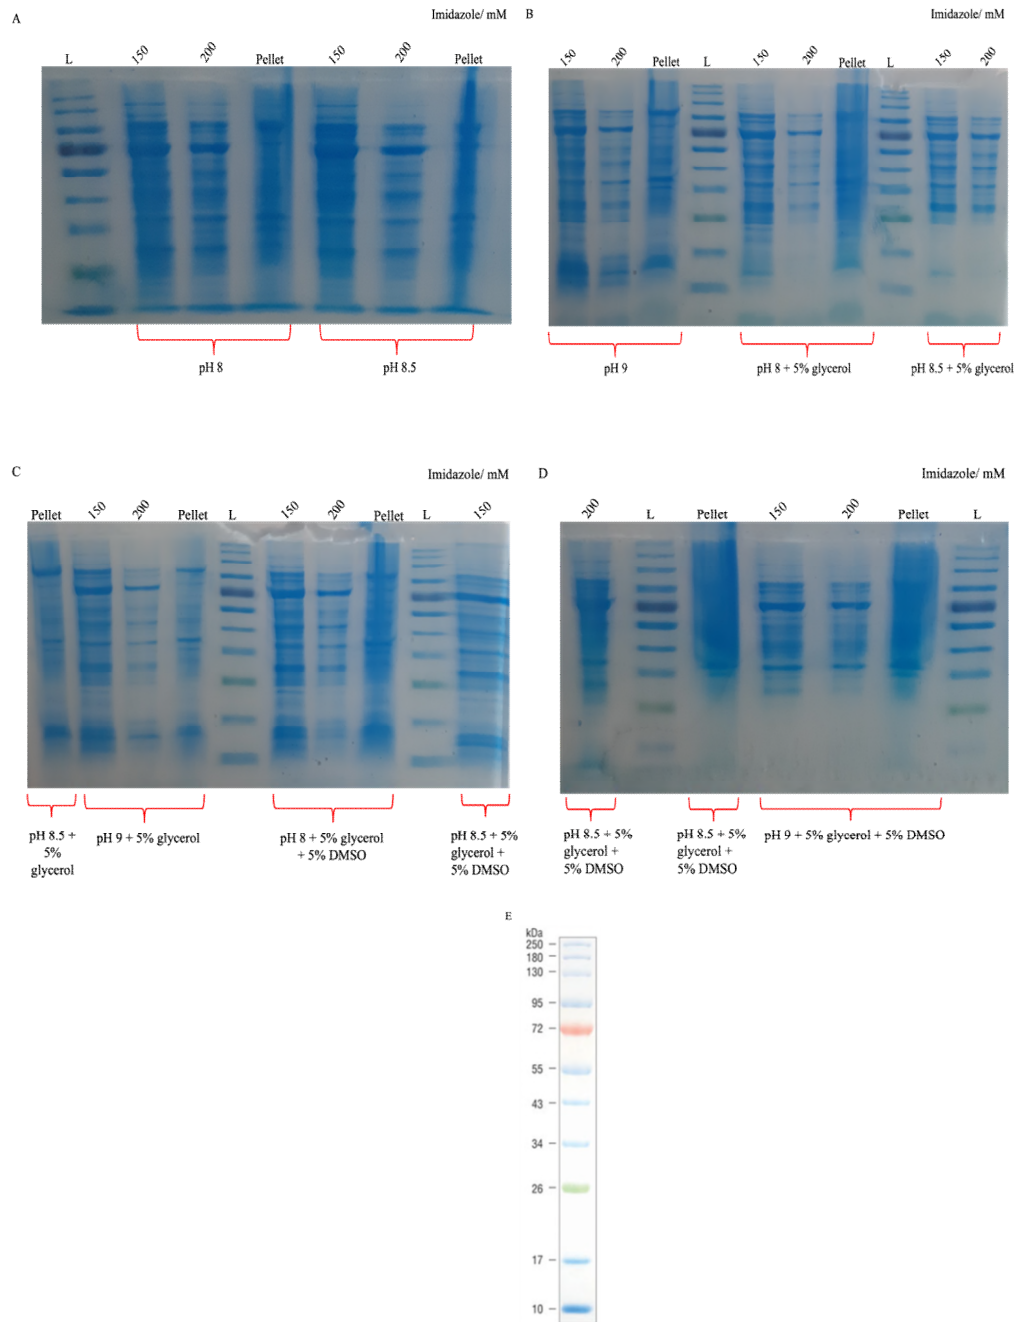 A
Imidazole/ mM
L
150
200
Pellet
150
200
Pellet
pH 8
pH 8.5
B
Imidazole/ mM
150
200
Pellet
L
150
200
Pellet
L
150
200
pH 9
pH 8 + 5% glycerol
pH 8.5 + 5% glycerol
C
Imidazole/ mM
Pellet
150
200
Pellet
L
150
200
Pellet
L
150
pH 8.5 +
5%
glycerol
pH 9 + 5% glycerol
pH 8 + 5% glycerol
+ 5% DMSO
pH 8.5 + 5%
glycerol +
5% DMSO
D
Imidazole/ mM
200
L
Pellet
150
200
Pellet
L
pH 8.5 + 5%
glycerol +
5% DMSO
pH 8.5 + 5%
glycerol +
5% DMSO
pH 9 + 5% glycerol + 5% DMSO
E
kDa
250
180
130
95
72
55
43
34
26
17
10